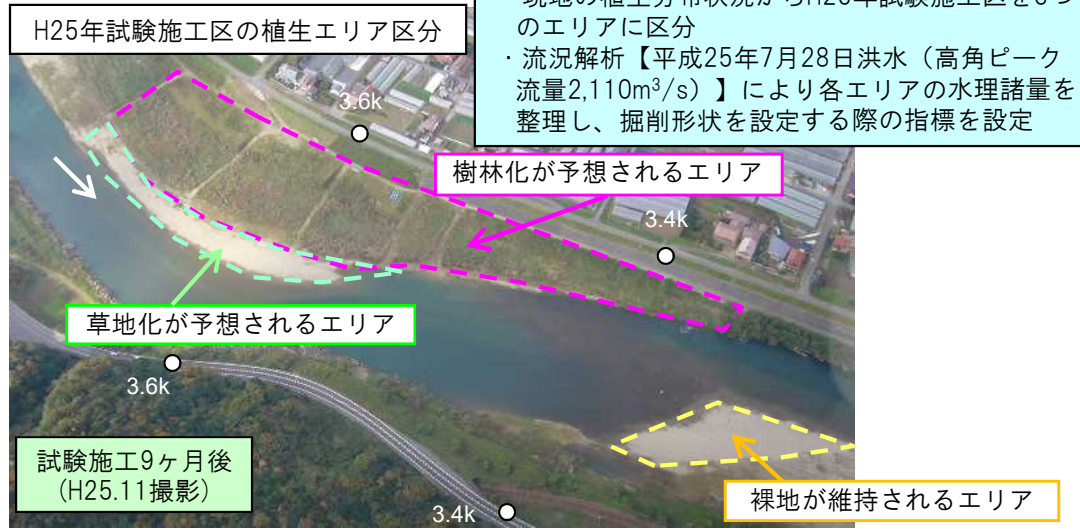 H25年試験施工区の植生エリア区分
のエリアに区分
・流況解析【平成25年7月28日洪水（高角ピーク
流量2,110m³/s）】により各エリアの水理諸量を
整理し、掘削形状を設定する際の指標を設定
3.6k
樹林化が予想されるエリア
3.4k
草地化が予想されるエリア
3.6k
試験施工9ヶ月後
(H25.11撮影)
裸地が維持されるエリア
3.4k